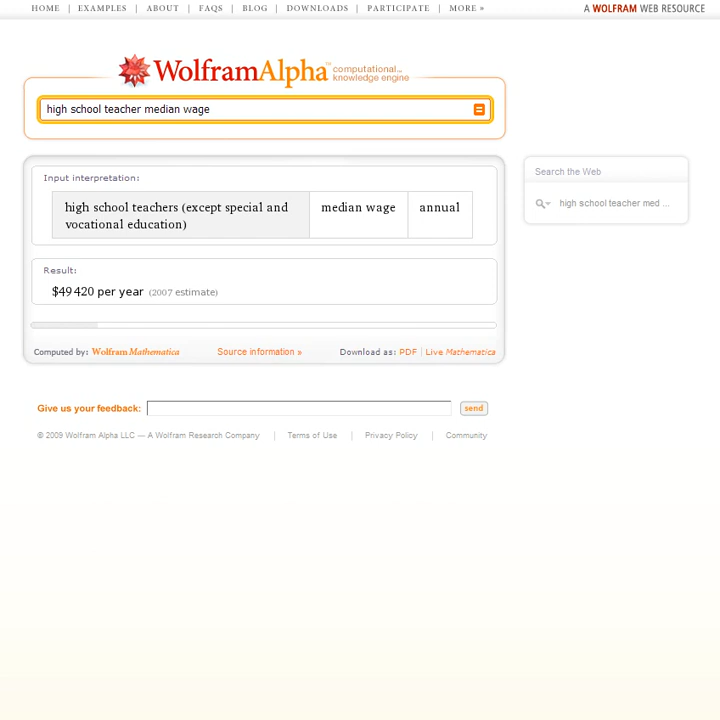 HOME | EXAMPLES | ABOUT | FAQS | BLOG | DOWNLOADS | PARTICIPATE | MORE »
A WOLFRAM WEB RESOURCE
WolframAlpha™ computational...
knowledge engine
high school teacher median wage
Input interpretation:
high school teachers (except special and
vocational education)
median wage
annual
Result:
$49 420 per year (2007 estimate)
Computed by: Wolfram Mathematica
Source information »
Download as: PDF | Live Mathematica
Search the Web
high school teacher med ...
Give us your feedback:
send
© 2009 Wolfram Alpha LLC — A Wolfram Research Company | Terms of Use | Privacy Policy | Community